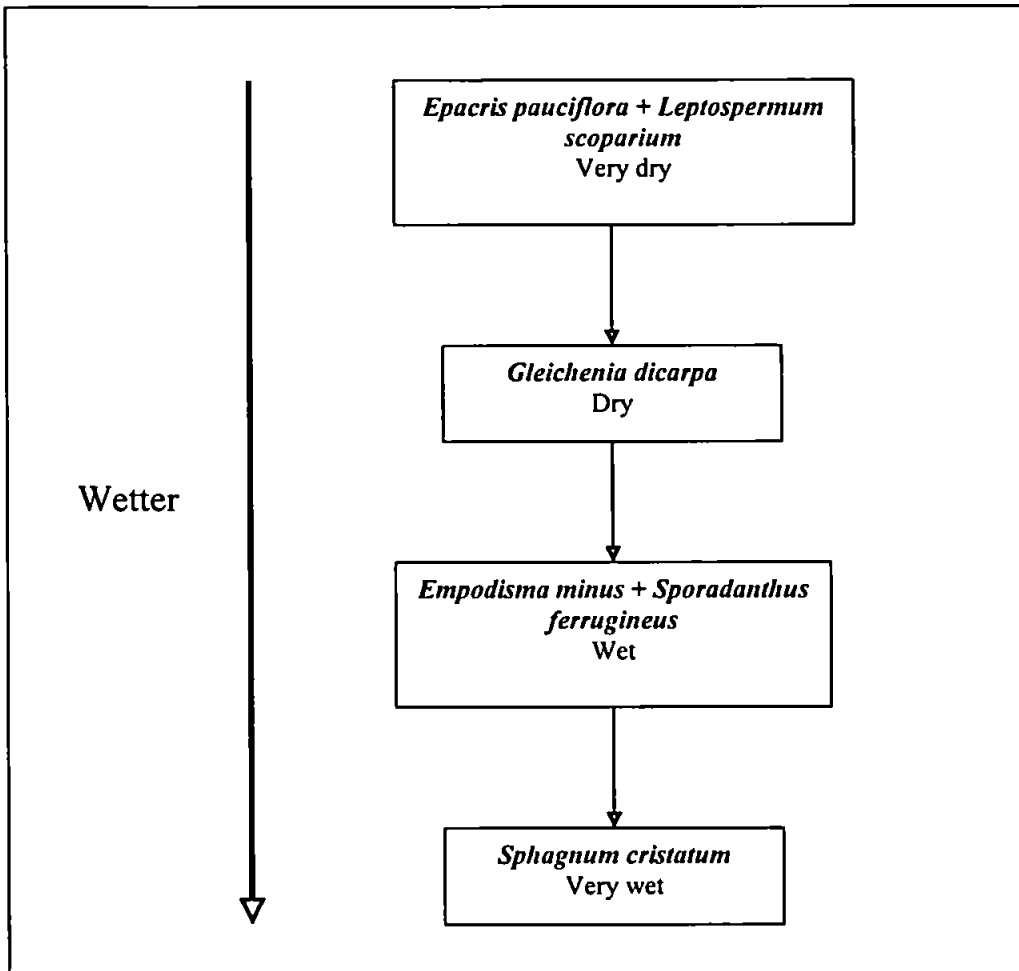 Epacris pauciflora + Leptospermum
scoparium
Very dry
Gleichenia dicarpa
Dry
Wetter
Empodisma minus + Sporadanthus
ferrugineus
Wet
Sphagnum cristatum
Very wet